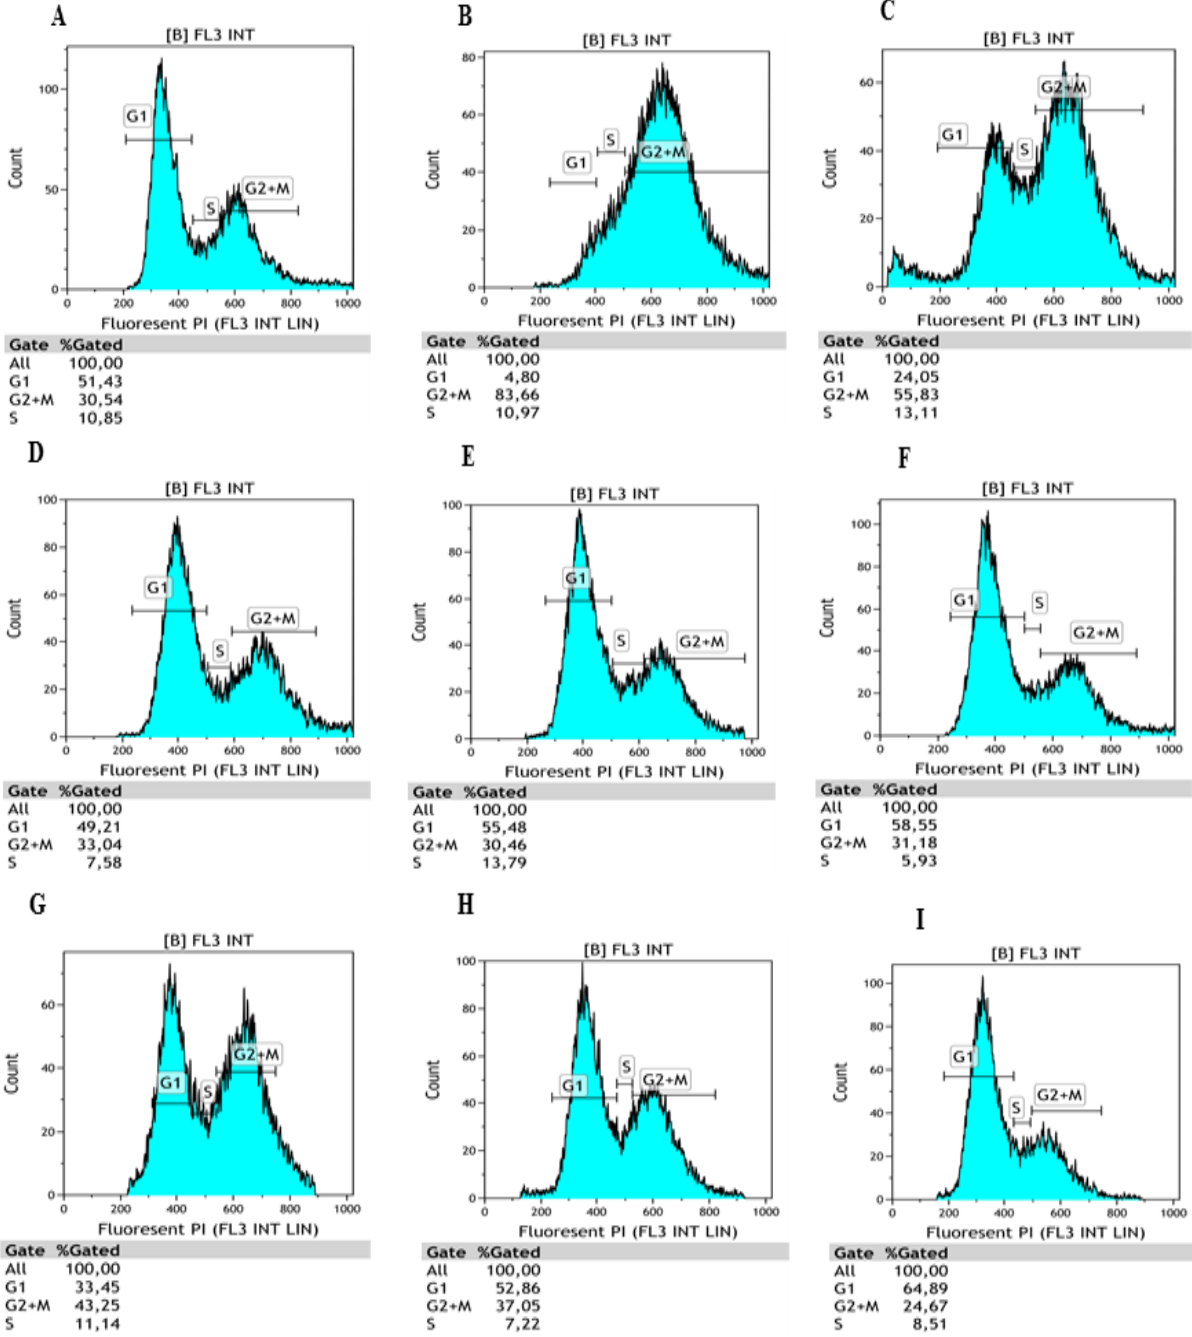 A
[B] FL3 INT
100
50
0
G1
S
G2+M
Count
0 200 400 600 800 1000
Fluoresent PI (FL3 INT LIN)
Gate %Gated
All 100,00
G1 51,43
G2+M 30,54
S 10,85
B
[B] FL3 INT
80
60
40
20
0
G1
S
G2+M
Count
0 200 400 600 800 1000
Fluoresent PI (FL3 INT LIN)
Gate %Gated
All 100,00
G1 4,80
G2+M 83,66
S 10,97
C
[B] FL3 INT
60
40
20
0
G1
S
G2+M
Count
0 200 400 600 800 1000
Fluoresent PI (FL3 INT LIN)
Gate %Gated
All 100,00
G1 24,05
G2+M 55,83
S 13,11
D
[B] FL3 INT
100
80
60
40
20
0
G1
S
G2+M
Count
0 200 400 600 800 1000
Fluoresent PI (FL3 INT LIN)
Gate %Gated
All 100,00
G1 49,21
G2+M 33,04
S 7,58
E
[B] FL3 INT
100
80
60
40
20
0
G1
S
G2+M
Count
0 200 400 600 800 1000
Fluoresent PI (FL3 INT LIN)
Gate %Gated
All 100,00
G1 55,48
G2+M 30,46
S 13,79
F
[B] FL3 INT
100
80
60
40
20
0
G1
S
G2+M
Count
0 200 400 600 800 1000
Fluoresent PI (FL3 INT LIN)
Gate %Gated
All 100,00
G1 58,55
G2+M 31,18
S 5,93
G
[B] FL3 INT
60
40
20
0
G1
S
G2+M
Count
0 200 400 600 800 1000
Fluoresent PI (FL3 INT LIN)
Gate %Gated
All 100,00
G1 33,45
G2+M 43,25
S 11,14
H
[B] FL3 INT
100
80
60
40
20
0
G1
S
G2+M
Count
0 200 400 600 800 1000
Fluoresent PI (FL3 INT LIN)
Gate %Gated
All 100,00
G1 52,86
G2+M 37,05
S 7,22
I
[B] FL3 INT
100
80
60
40
20
0
G1
S
G2+M
Count
0 200 400 600 800 1000
Fluoresent PI (FL3 INT LIN)
Gate %Gated
All 100,00
G1 64,89
G2+M 24,67
S 8,51